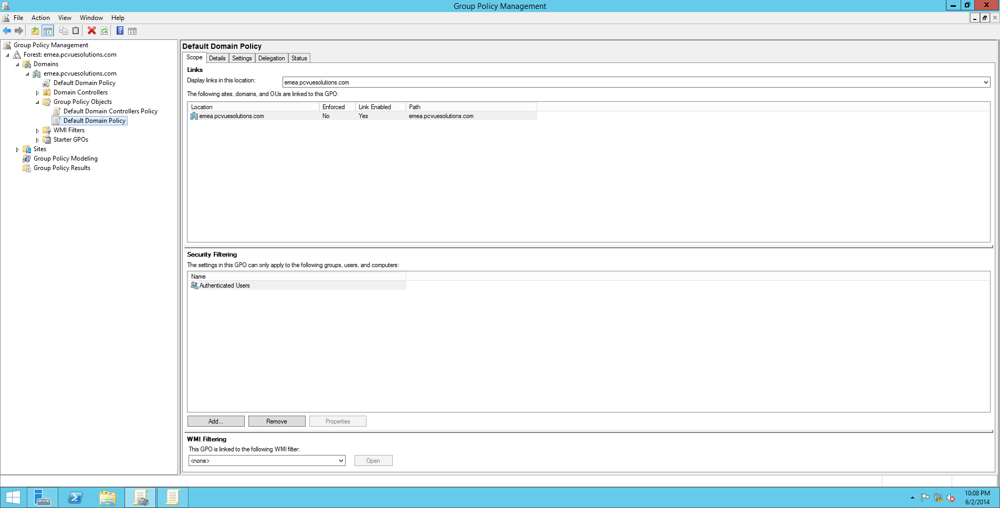 Group Policy Management
File Action View Window Help
Group Policy Management
Forest: emea.pcvuesolutions.com
Domains
emea.pcvuesolutions.com
Default Domain Policy
Domain Controllers
Group Policy Objects
Default Domain Controllers Policy
Default Domain Policy
WMI Filters
Starter GPOs
Sites
Group Policy Modeling
Group Policy Results
Default Domain Policy
Scope Details Settings Delegation Status
Links
Display links in this location: emea.pcvuesolutions.com
The following sites, domains, and OUs are linked to this GPO:
Location Enforced Link Enabled Path
emea.pcvuesolutions.com No Yes emea.pcvuesolutions.com
Security Filtering
The settings in this GPO can only apply to the following groups, users, and computers:
Name
Authenticated Users
Add... Remove Properties
WMI Filtering
This GPO is linked to the following WMI filter:
<none> Open
10:08 PM
6/2/2014